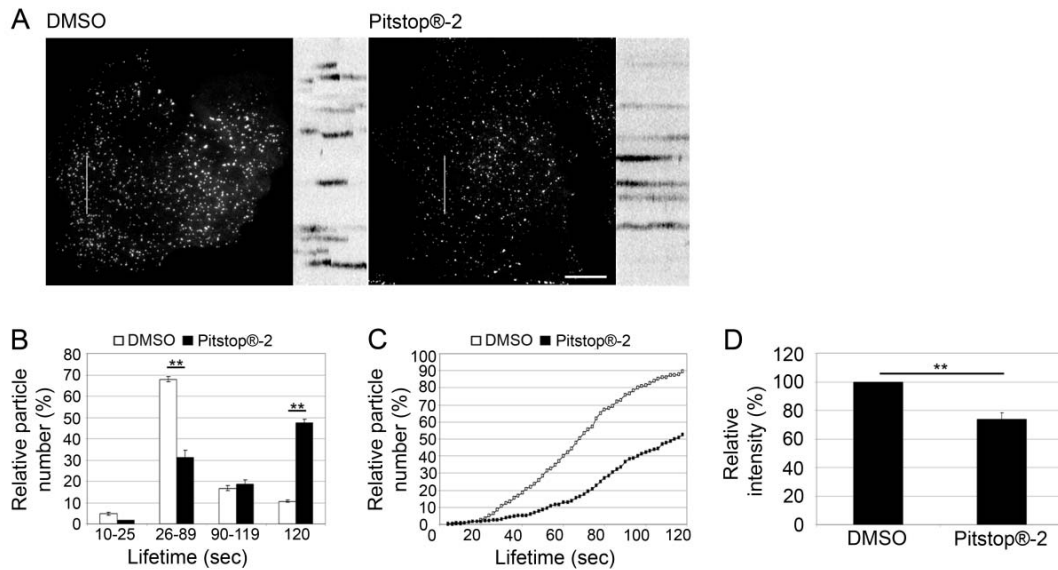 A
DMSO
Pitstop®-2
B
DMSO Pitstop®-2
Relative particle
number (%)
80
70
60
50
40
30
20
10
0
**
**
10-25 26-89 90-119 120
Lifetime (sec)
C
DMSO Pitstop®-2
Relative particle
number (%)
100
90
80
70
60
50
40
30
20
10
0
0 20 40 60 80 100 120
Lifetime (sec)
D
Relative
intensity (%)
120
100
80
60
40
20
0
**
DMSO Pitstop®-2